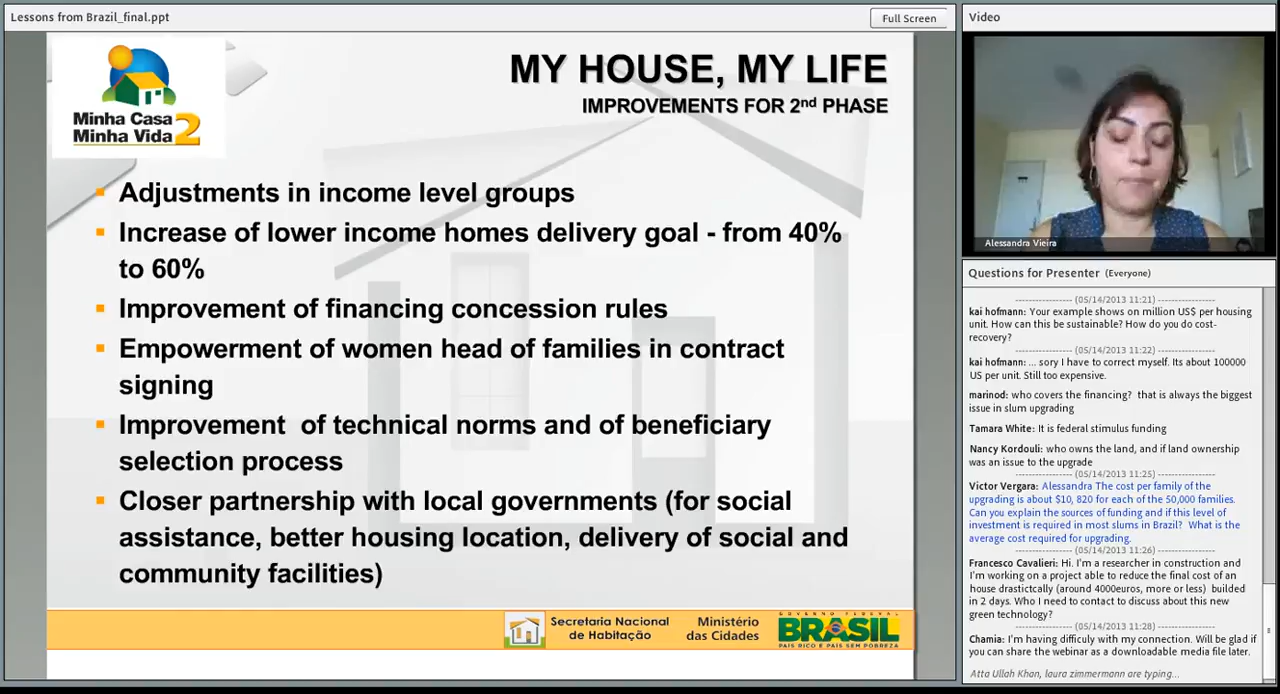 Lessons from Brazil_final.ppt
Full Screen
Minha Casa
Minha Vida 2
MY HOUSE, MY LIFE
IMPROVEMENTS FOR 2nd PHASE
Adjustments in income level groups
Increase of lower income homes delivery goal - from 40%
to 60%
Improvement of financing concession rules
Empowerment of women head of families in contract
signing
Improvement of technical norms and of beneficiary
selection process
Closer partnership with local governments (for social
assistance, better housing location, delivery of social and
community facilities)
Secretaria Nacional
de Habitação
Ministério
das Cidades
GOVERNO FEDERAL
BRASIL
PAÍS RICO É PAÍS SEM POBREZA
Video
Alessandra Vieira
Questions for Presenter (Everyone)
----------------- (05/14/2013 11:21) -----------------
kai hofmann: Your example shows on million US$ per housing
unit. How can this be sustainable? How do you do cost-
recovery?
----------------- (05/14/2013 11:22) -----------------
kai hofmann: ... sory I have to correct myself. Its about 100000
US per unit. Still too expensive.
marinod: who covers the financing? that is always the biggest
issue in slum upgrading
Tamara White: It is federal stimulus funding
Nancy Kordouli: who owns the land, and if land ownership
was an issue to the upgrade
----------------- (05/14/2013 11:25) -----------------
Victor Vergara: Alessandra The cost per family of the
upgrading is about $10, 820 for each of the 50,000 families.
Can you explain the sources of funding and if this level of
investment is required in most slums in Brazil? What is the
average cost required for upgrading.
----------------- (05/14/2013 11:26) -----------------
Francesco Cavalieri: Hi. I'm a researcher in construction and
I'm working on a project able to reduce the final cost of an
house drastictcally (around 4000euros, more or less) builded
in 2 days. Who I need to contact to discuss about this new
green technology?
----------------- (05/14/2013 11:28) -----------------
Chamia: I'm having difficuly with my connection. Will be glad if
you can share the webinar as a downloadable media file later.
Atta Ullah Khan, laura zimmermann are typing...